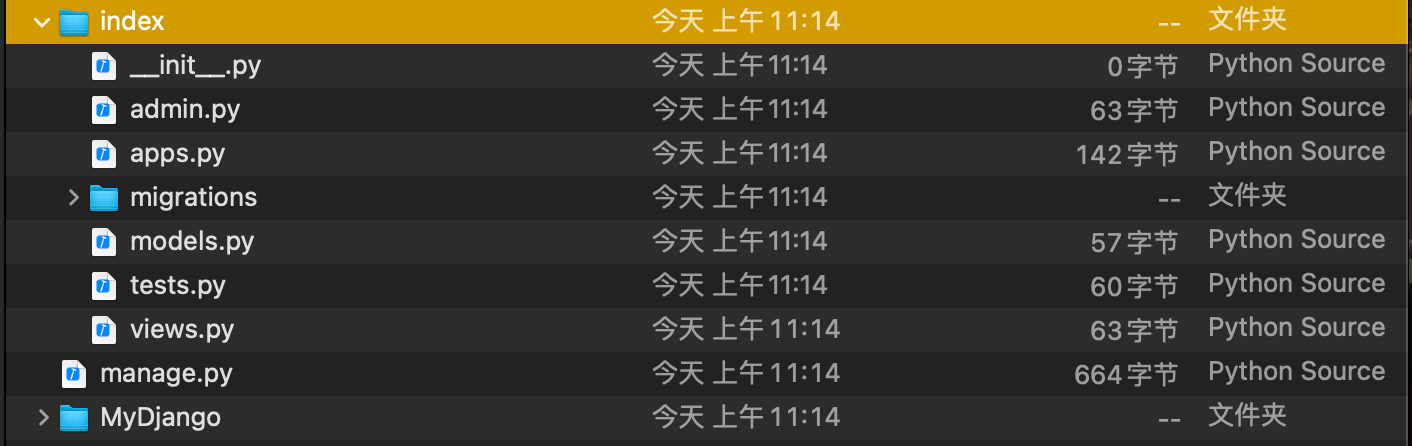 index 今天 上午11:14 -- 文件夹
__init__.py 今天 上午11:14 0字节 Python Source
admin.py 今天 上午11:14 63字节 Python Source
apps.py 今天 上午11:14 142字节 Python Source
migrations 今天 上午11:14 -- 文件夹
models.py 今天 上午11:14 57字节 Python Source
tests.py 今天 上午11:14 60字节 Python Source
views.py 今天 上午11:14 63字节 Python Source
manage.py 今天 上午11:14 664字节 Python Source
MyDjango 今天 上午11:14 -- 文件夹